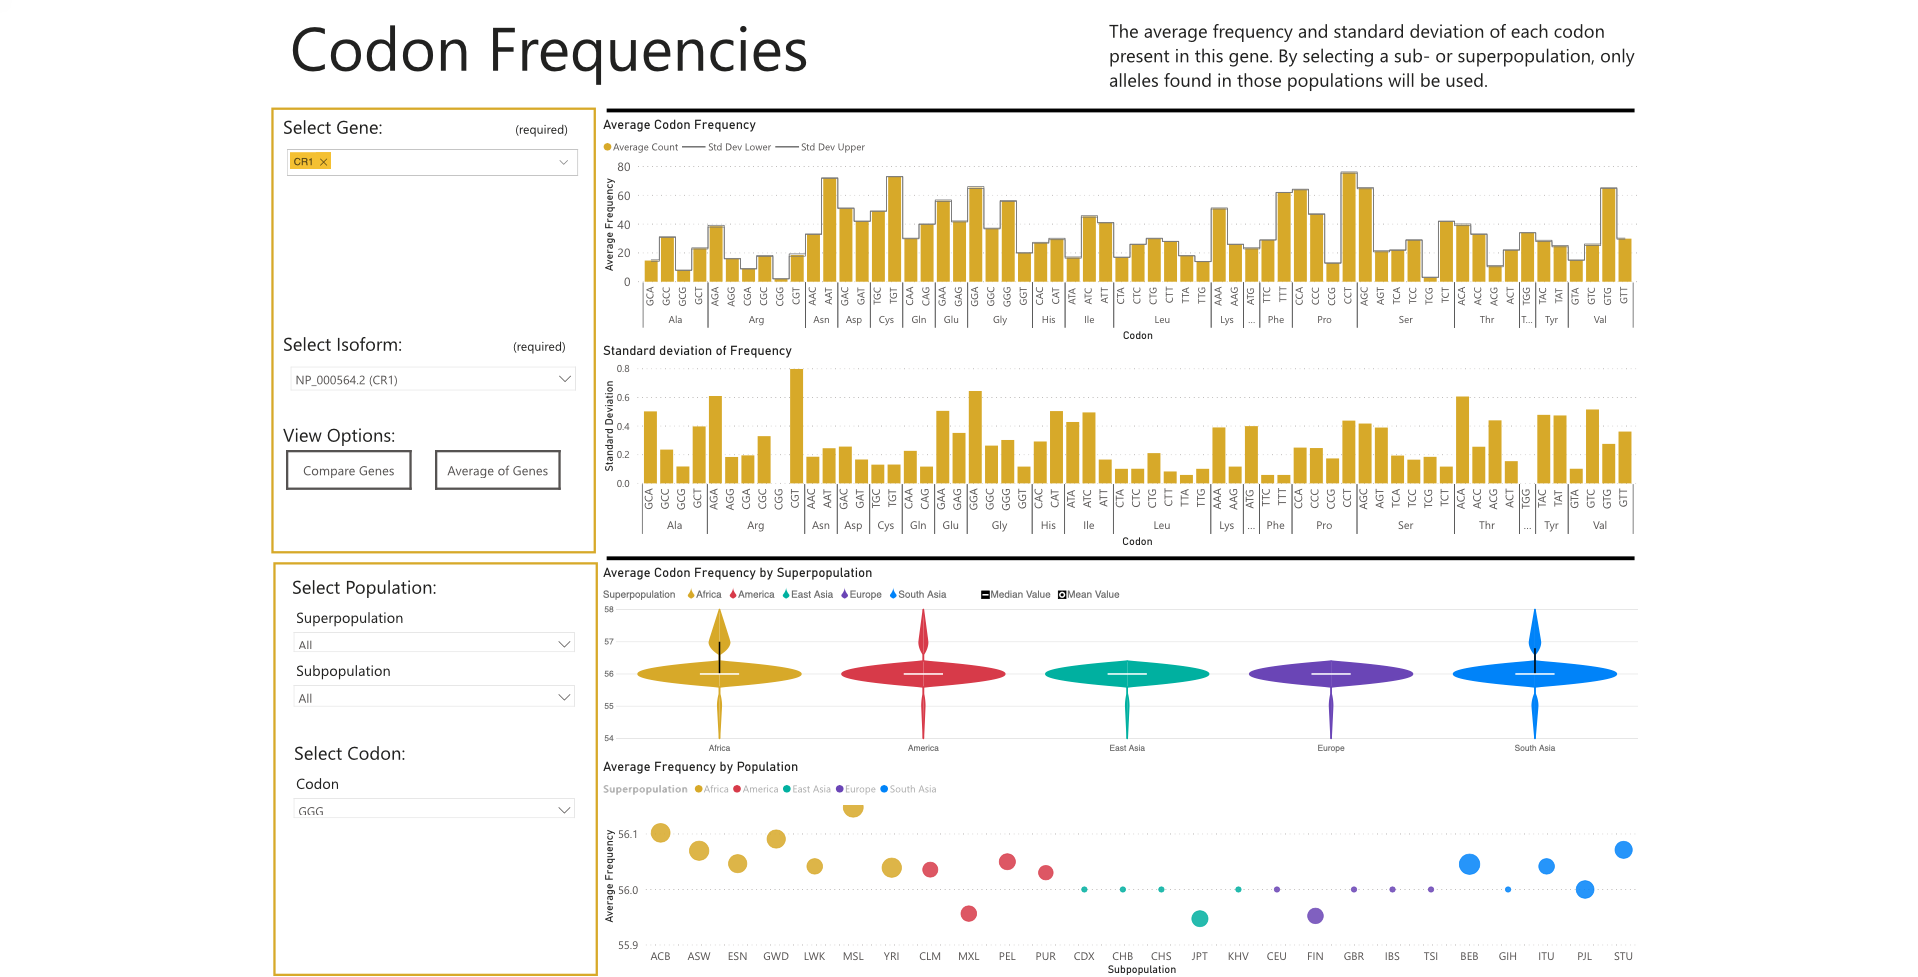 Codon Frequencies
The average frequency and standard deviation of each codon
present in this gene. By selecting a sub- or superpopulation, only
alleles found in those populations will be used.
Select Gene: (required)
CR1 ×
Select Isoform: (required)
NP_000564.2 (CR1)
View Options:
Compare Genes Average of Genes
Average Codon Frequency
Average Count Std Dev Lower Std Dev Upper
Average Frequency
80
60
40
20
0
GCA GCC GCG GCT AGA AGG CGA CGC CGG CGT AAC AAT GAC GAT TGC TGT CAA CAG GAA GAG GGA GGC GGG GGT CAC CAT ATA ATC ATT CTA CTC CTG CTT TTA TTG AAA AAG ATG TTC TTT CCA CCC CCG CCT AGC AGT TCA TCC TCG TCT ACA ACC ACG ACT TGG TAC TAT GTA GTC GTG GTT
Ala Arg Asn Asp Cys Gln Glu Gly His Ile Leu Lys ... Phe Pro Ser Thr T... Tyr Val
Codon
Standard deviation of Frequency
Standard Deviation
0.8
0.6
0.4
0.2
0.0
GCA GCC GCG GCT AGA AGG CGA CGC CGG CGT AAC AAT GAC GAT TGC TGT CAA CAG GAA GAG GGA GGC GGG GGT CAC CAT ATA ATC ATT CTA CTC CTG CTT TTA TTG AAA AAG ATG TTC TTT CCA CCC CCG CCT AGC AGT TCA TCC TCG TCT ACA ACC ACG ACT TGG TAC TAT GTA GTC GTG GTT
Ala Arg Asn Asp Cys Gln Glu Gly His Ile Leu Lys ... Phe Pro Ser Thr ... Tyr Val
Codon
Select Population:
Superpopulation
All
Subpopulation
All
Select Codon:
Codon
GGG
Average Codon Frequency by Superpopulation
Superpopulation Africa America East Asia Europe South Asia Median Value Mean Value
58
57
56
55
54
Africa America East Asia Europe South Asia
Average Frequency by Population
Superpopulation Africa America East Asia Europe South Asia
Average Frequency
56.1
56.0
55.9
ACB ASW ESN GWD LWK MSL YRI CLM MXL PEL PUR CDX CHB CHS JPT KHV CEU FIN GBR IBS TSI BEB GIH ITU PJL STU
Subpopulation